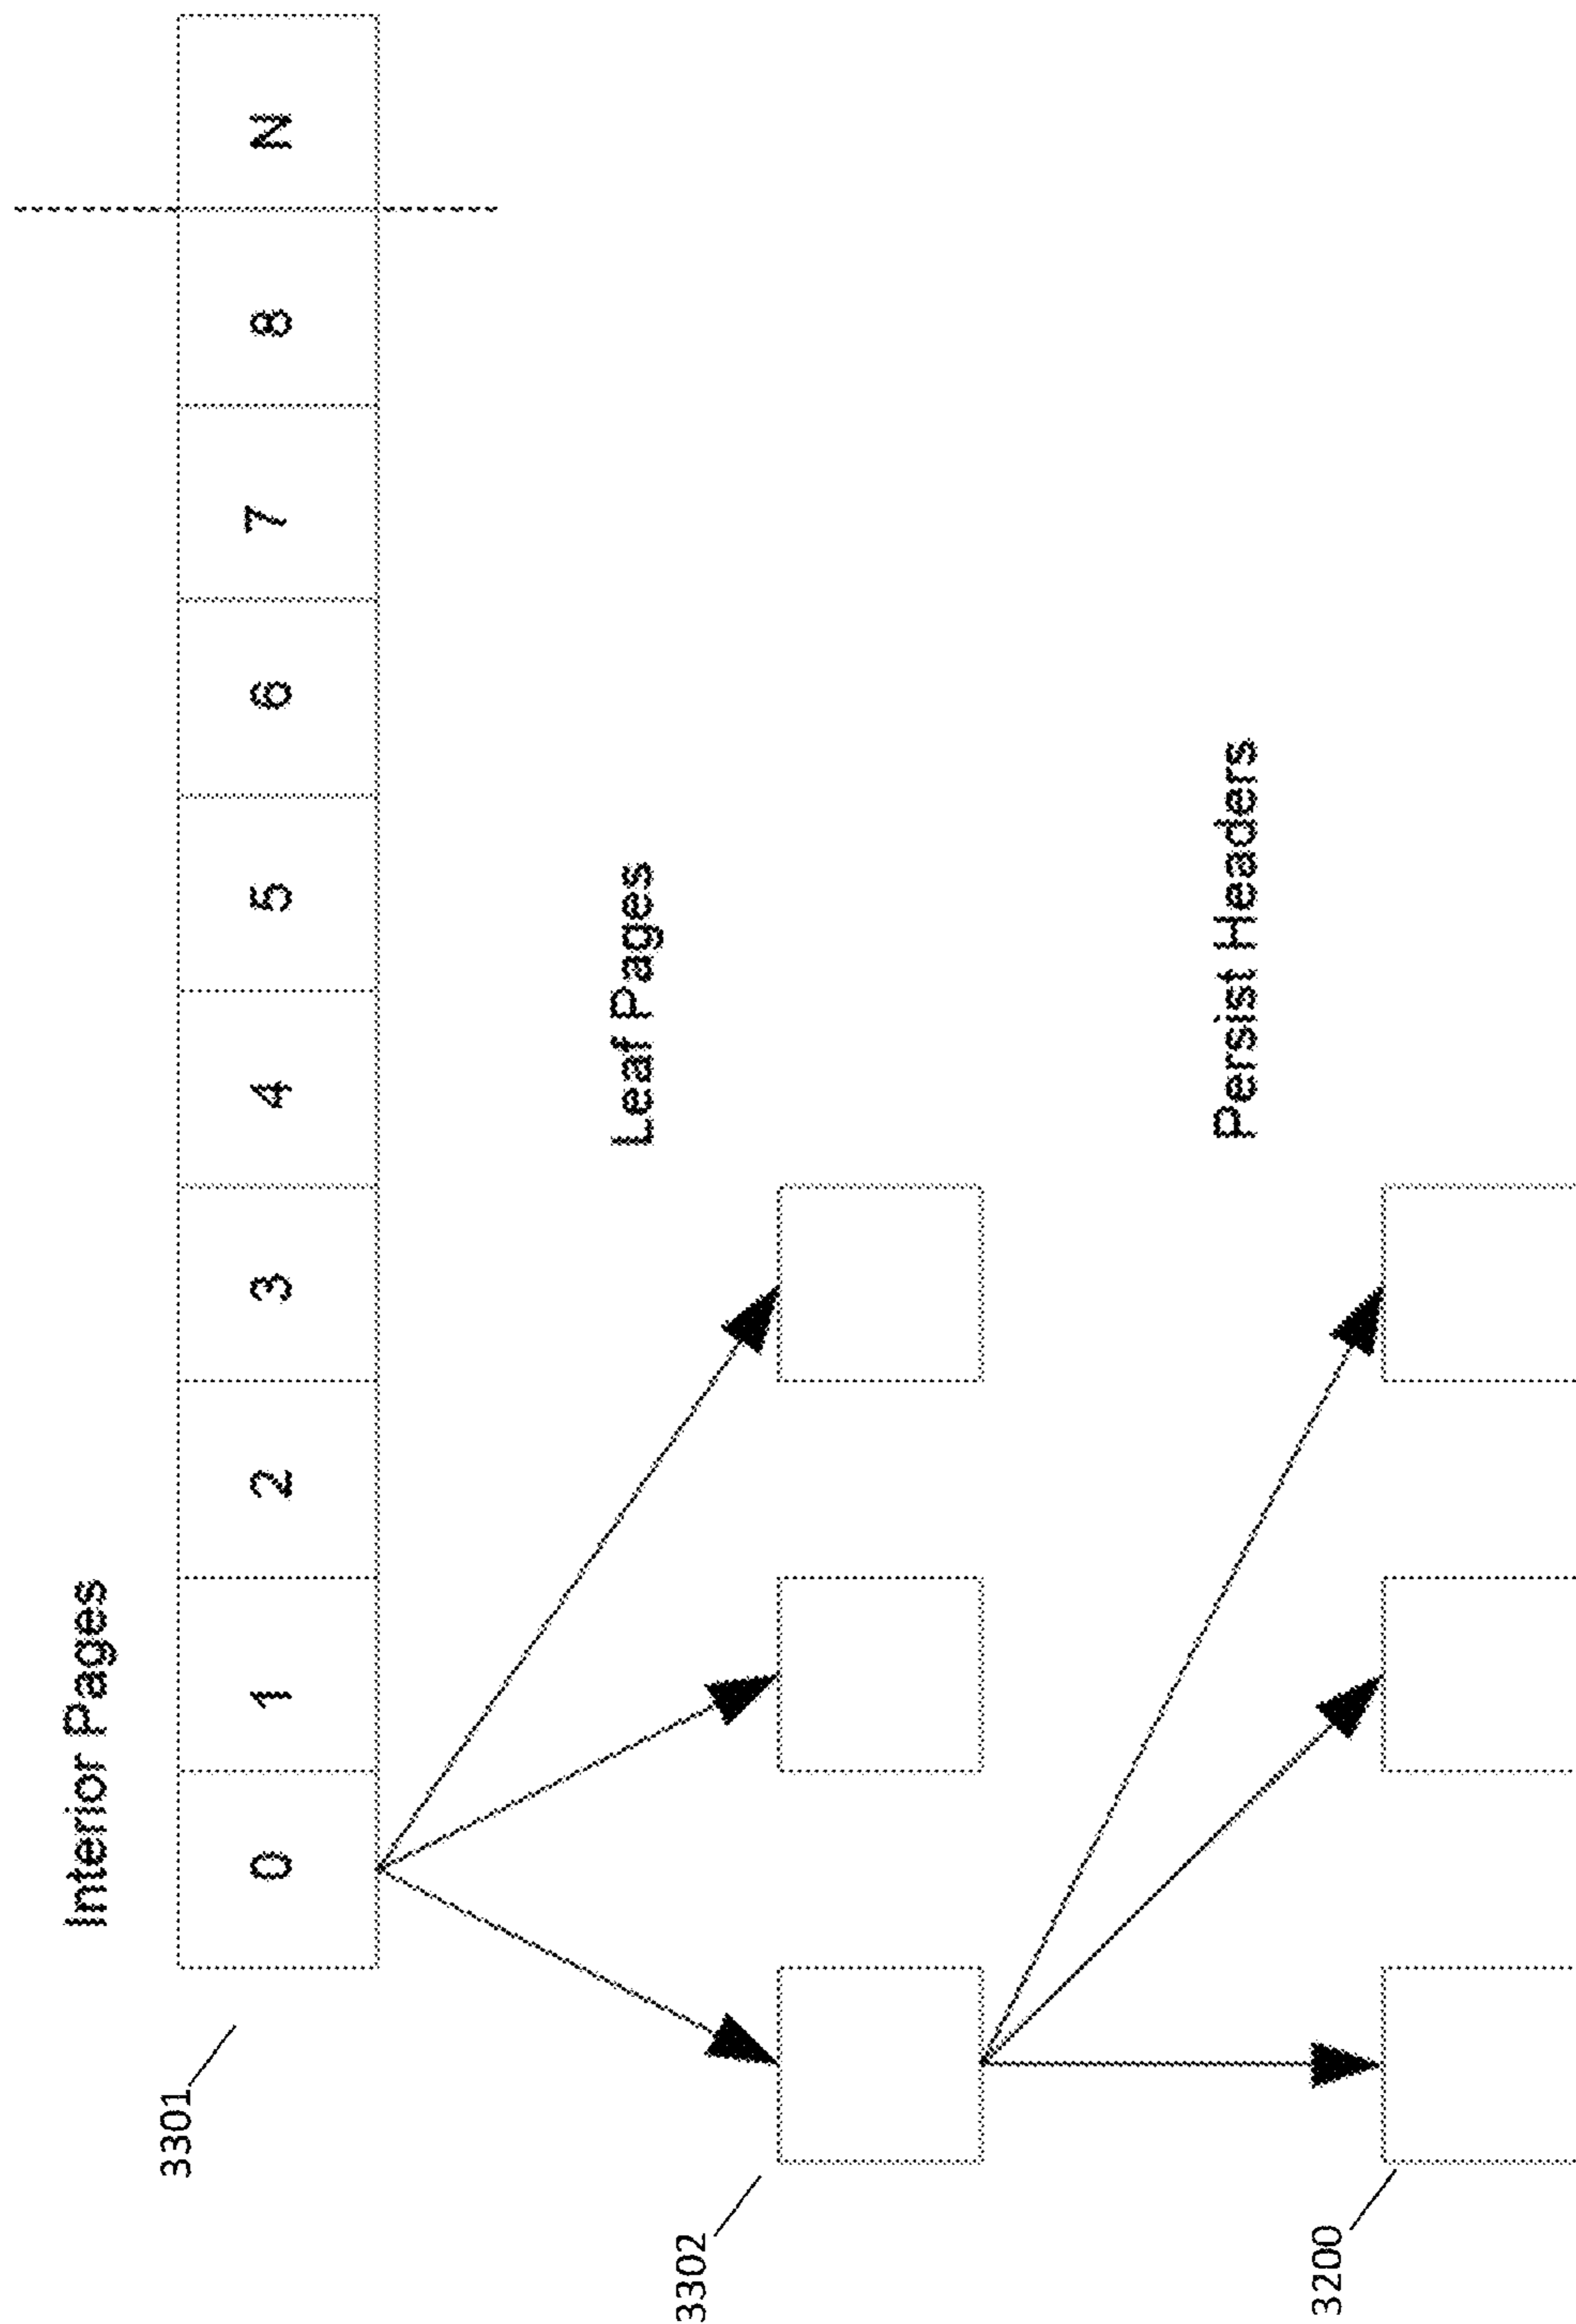 Interior Pages
3301
0 1 2 3 4 5 6 7 8 N
Leaf Pages
3302
Persist Headers
3200